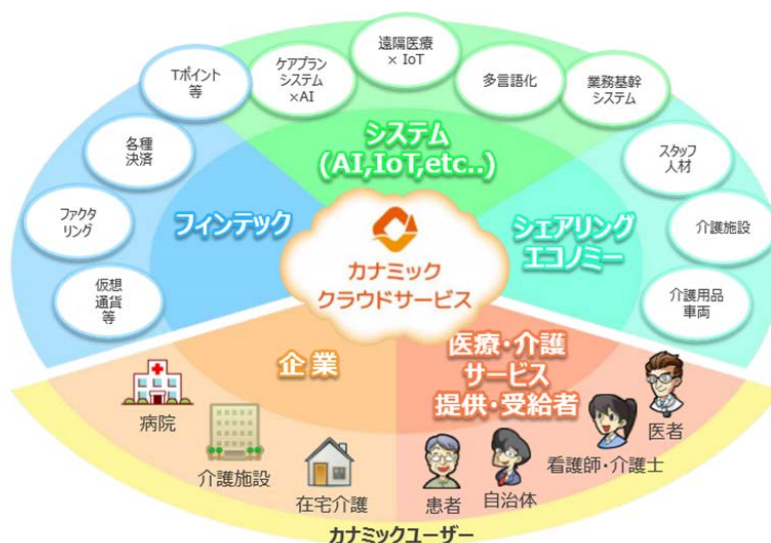 遠隔医療
× IoT
ケアプラン
システム
×AI
多言語化
Tポイント
等
業務基幹
システム
各種
決済
システム
(AI,IoT,etc..)
スタッフ
人材
ファクタ
リング
フィンテック
シェアリング
エコノミー
介護施設
仮想
通貨
等
カナミック
クラウドサービス
介護用品
車両
企業
医療・介護
サービス
提供・受給者
病院
介護施設
在宅介護
患者
自治体
看護師・介護士
医者
カナミックユーザー